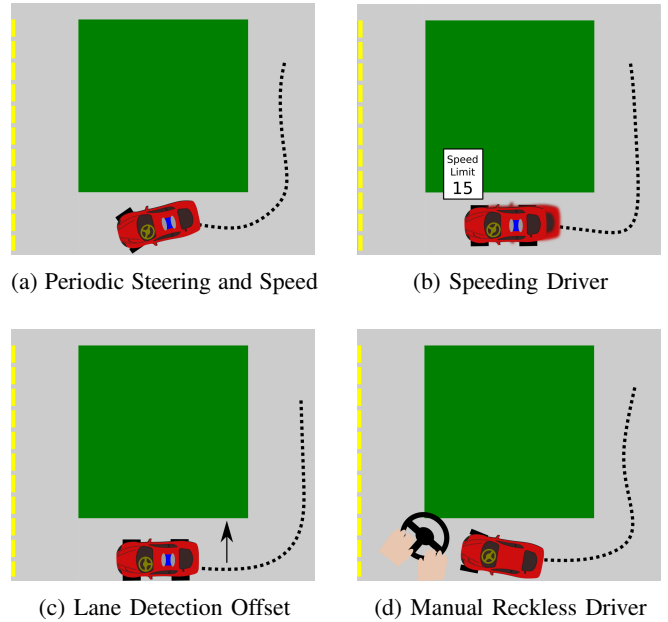 Speed
Limit
15
(a) Periodic Steering and Speed
(b) Speeding Driver
(c) Lane Detection Offset
(d) Manual Reckless Driver